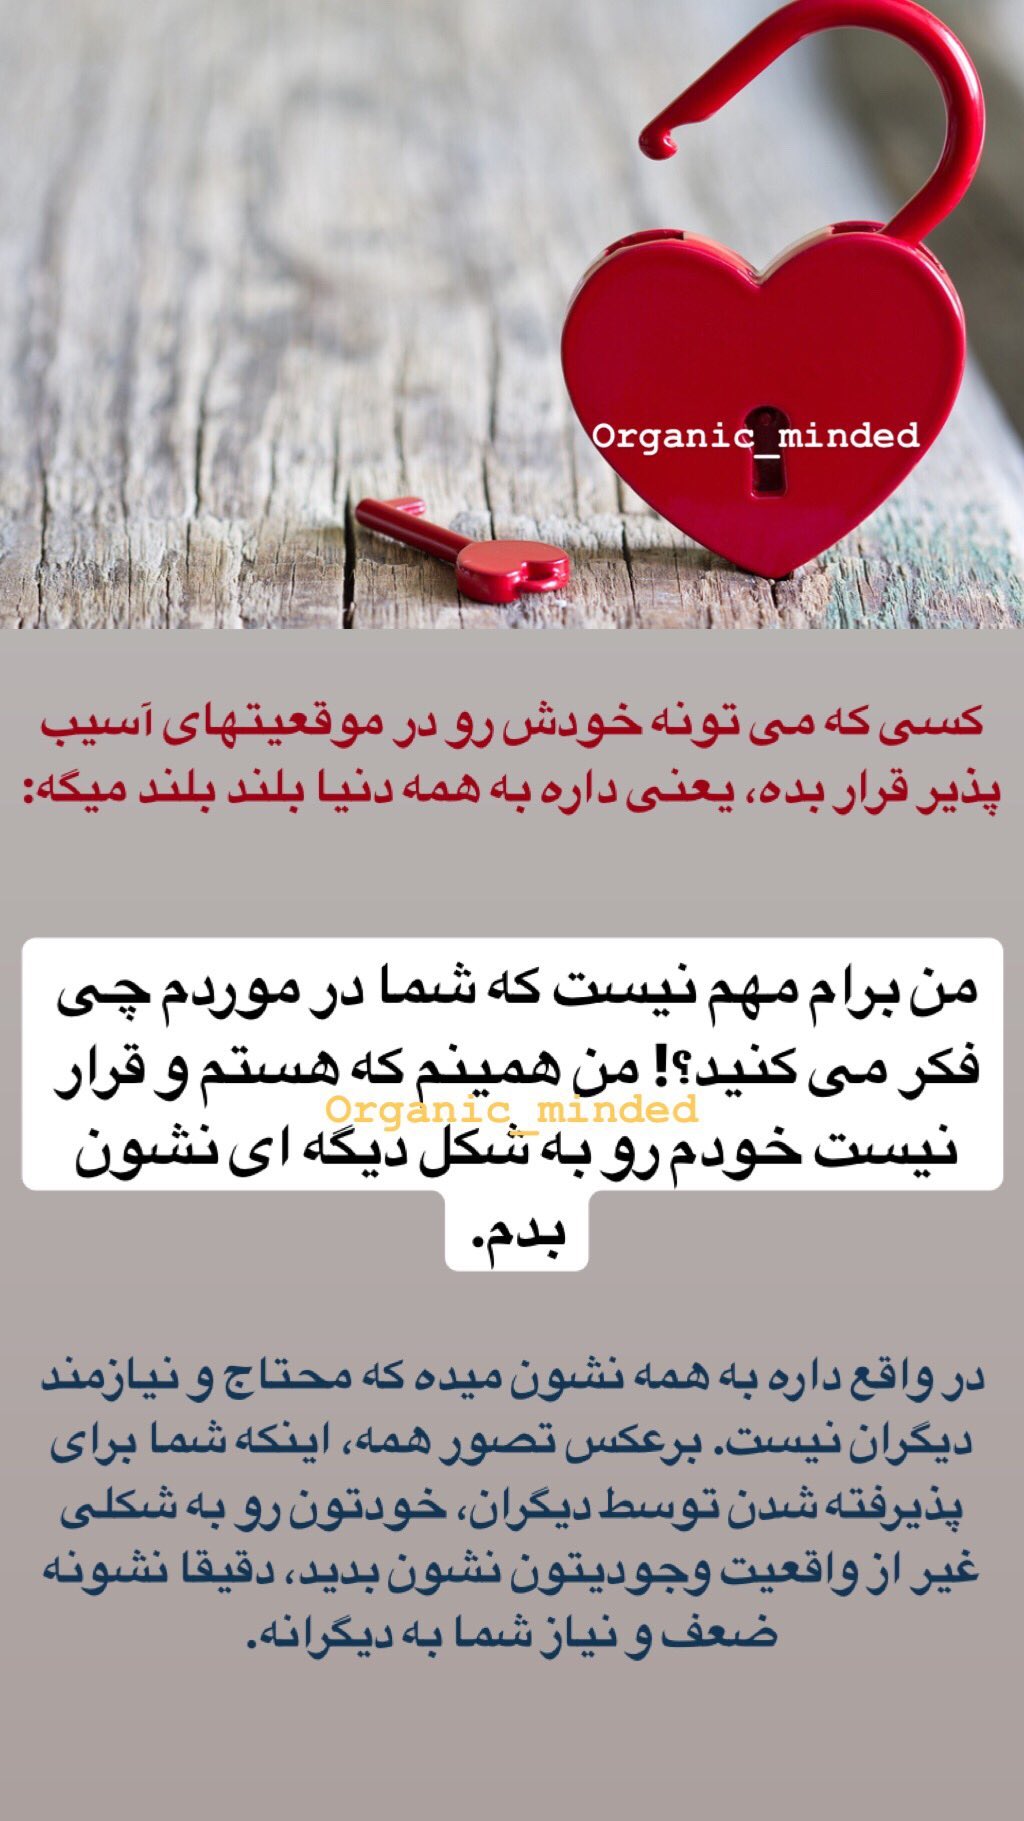 Organic_minded
کسی که می تونه خودش رو در موقعیتهای آسیب
پذیر قرار بده، یعنی داره به همه دنیا بلند بلند میگه:
من برام مهم نیست که شما در موردم چی
فکر می کنید؟! من همینم که هستم و قرار
Organic_minded
نیست خودم رو به شکل دیگه ای نشون
بدم.
در واقع داره به همه نشون میده که محتاج و نیازمند
دیگران نیست. برعکس تصور همه، اینکه شما برای
پذیرفته شدن توسط دیگران، خودتون رو به شکلی
غیر از واقعیت وجودیتون نشون بدید، دقیقا نشونه
ضعف و نیاز شما به دیگرانه.